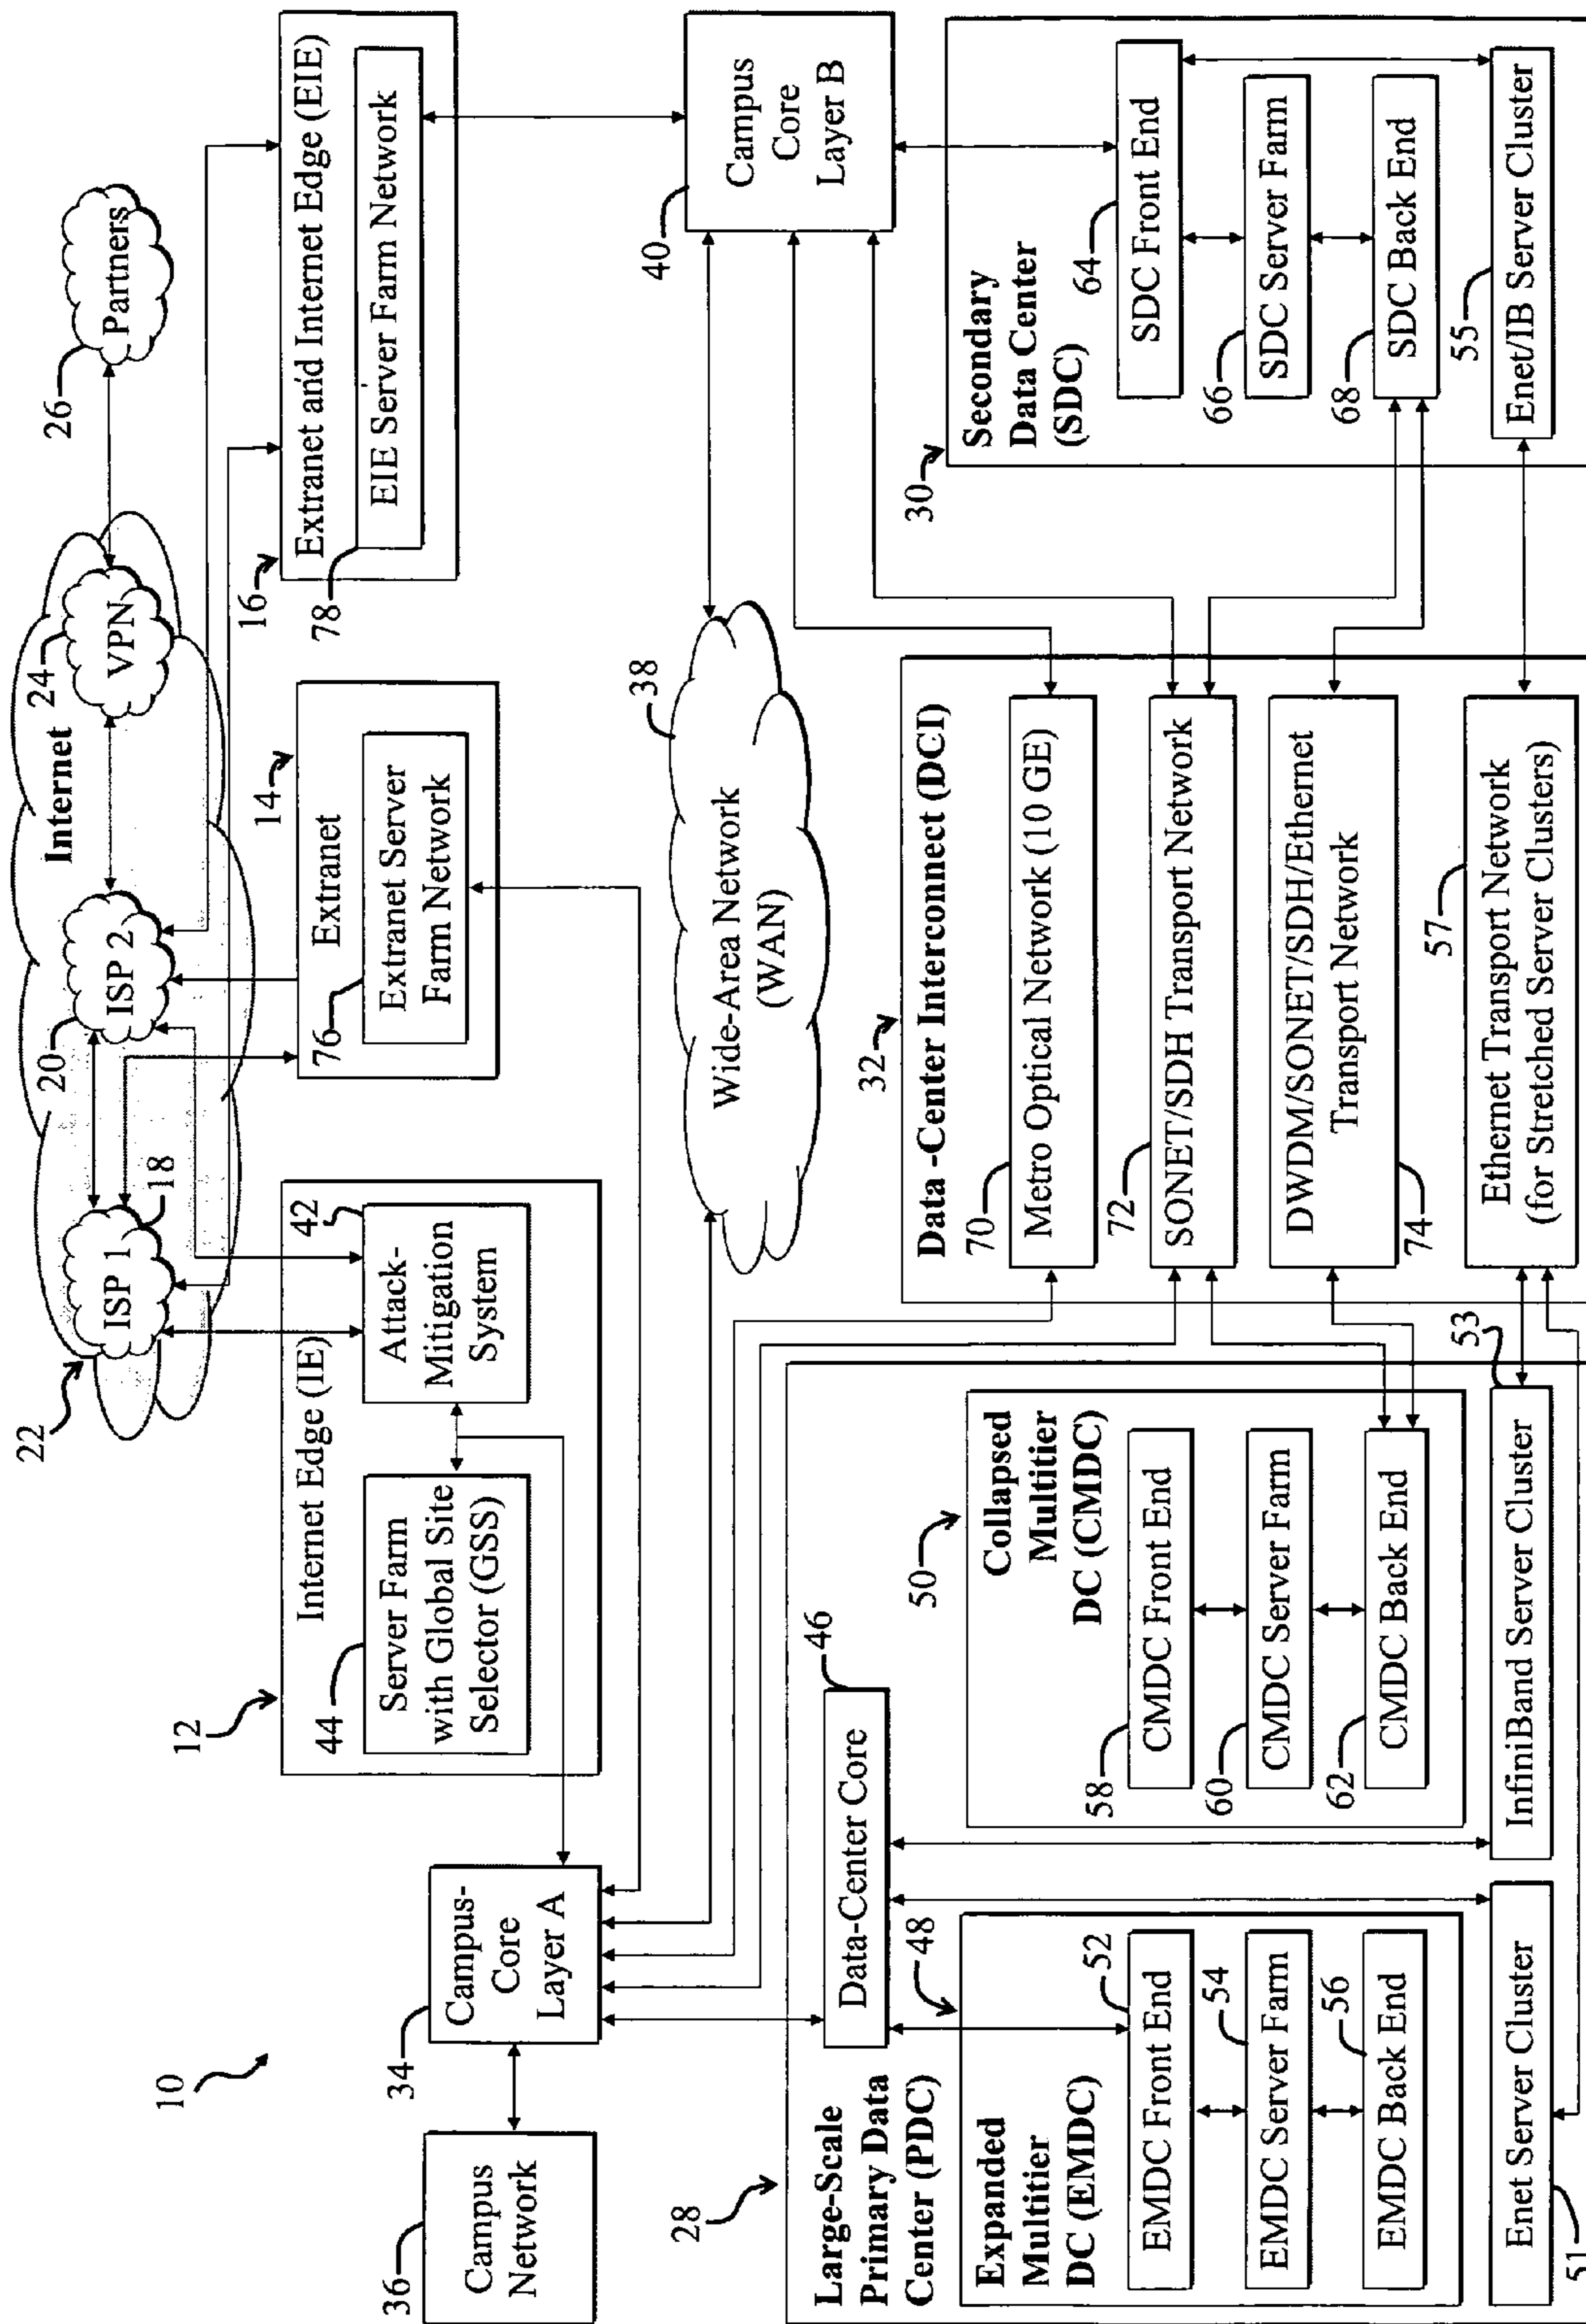 10
22
Internet
ISP 1
18
20
ISP 2
24
VPN
26
Partners
12
Internet Edge (IE)
44
Server Farm
with Global Site
Selector (GSS)
42
Attack-
Mitigation
System
14
Extranet
76
Extranet Server
Farm Network
16
Extranet and Internet Edge (EIE)
78
EIE Server Farm Network
36
Campus
Network
34
Campus-
Core
Layer A
38
Wide-Area Network
(WAN)
40
Campus
Core
Layer B
28
Large-Scale
Primary Data
Center (PDC)
46
Data-Center Core
48
Expanded
Multitier
DC (EMDC)
52
EMDC Front End
54
EMDC Server Farm
56
EMDC Back End
51
Enet Server Cluster
50
Collapsed
Multitier
DC (CMDC)
58
CMDC Front End
60
CMDC Server Farm
62
CMDC Back End
53
InfiniBand Server Cluster
32
Data -Center Interconnect (DCI)
70
Metro Optical Network (10 GE)
72
SONET/SDH Transport Network
74
DWDM/SONET/SDH/Ethernet
Transport Network
57
Ethernet Transport Network
(for Stretched Server Clusters)
30
Secondary
Data Center
(SDC)
64
SDC Front End
66
SDC Server Farm
68
SDC Back End
55
Enet/IB Server Cluster